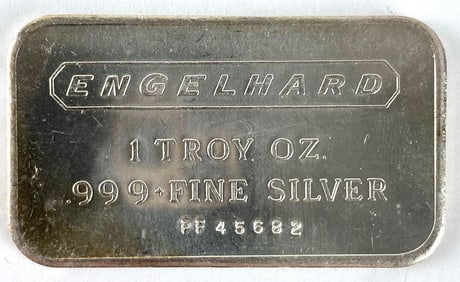 ENGELHARD
1 TROY OZ.
.999+FINE SILVER
PF45682